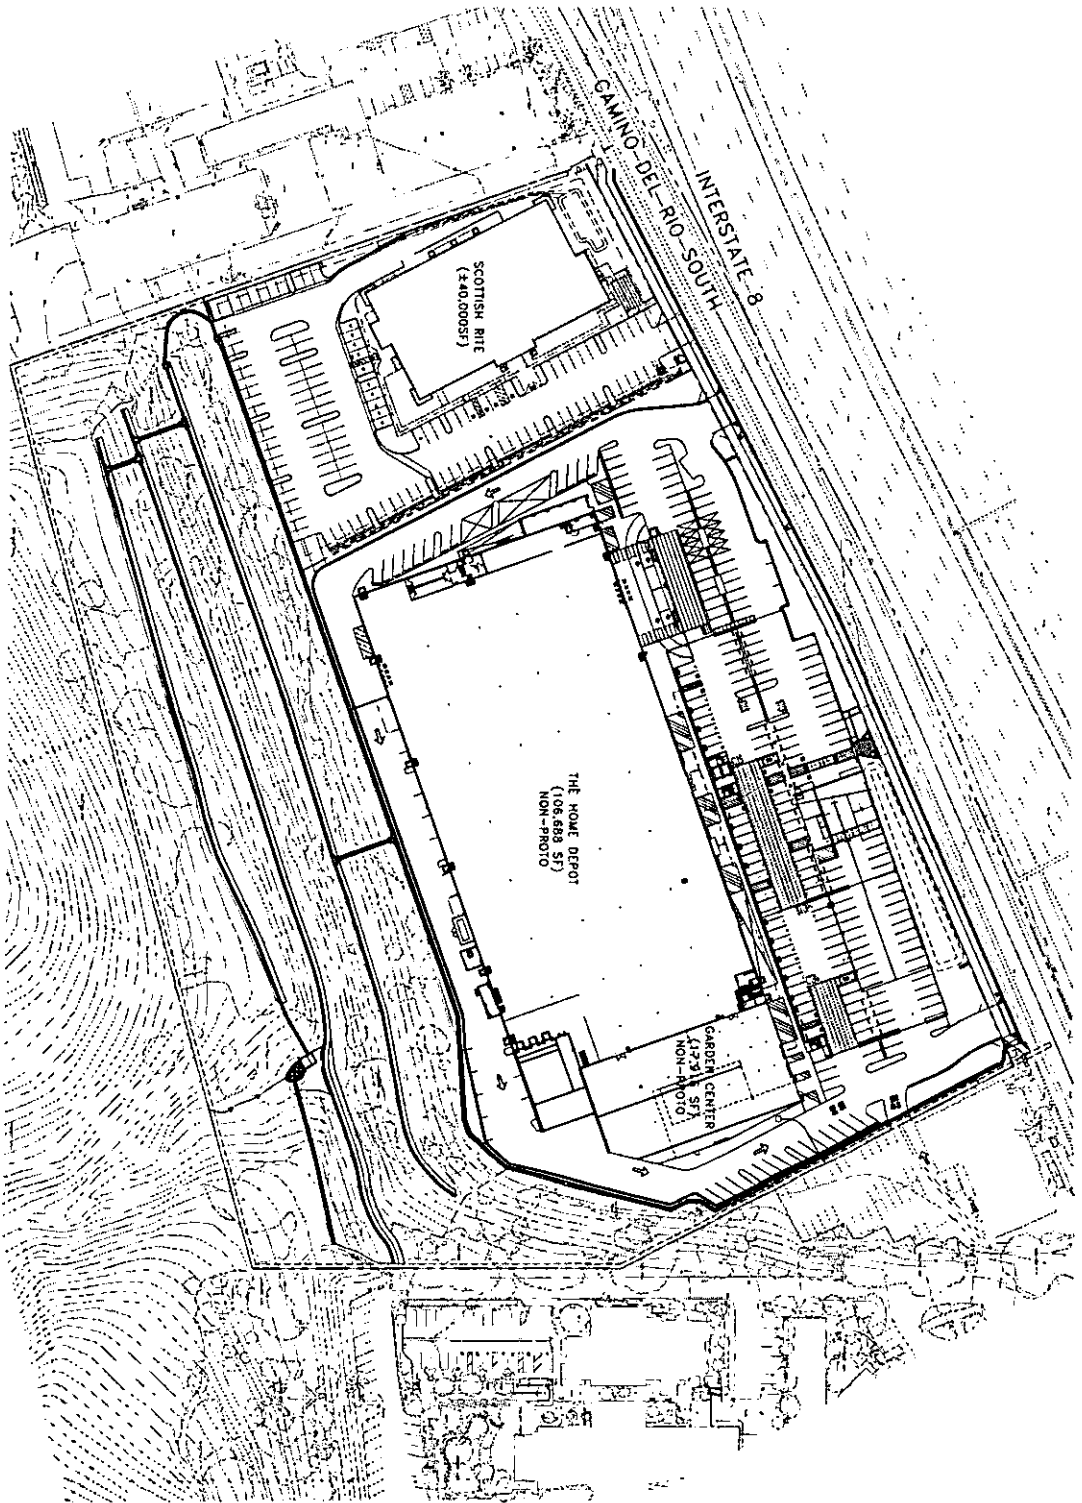 INTERSTATE 8
CAMINO DEL RIO SOUTH
SCOTTISH RITE
(±40,000SF)
THE HOME DEPOT
(106,688 SF)
NON-PROTO
GARDEN CENTER
SF)
NON-PROTO